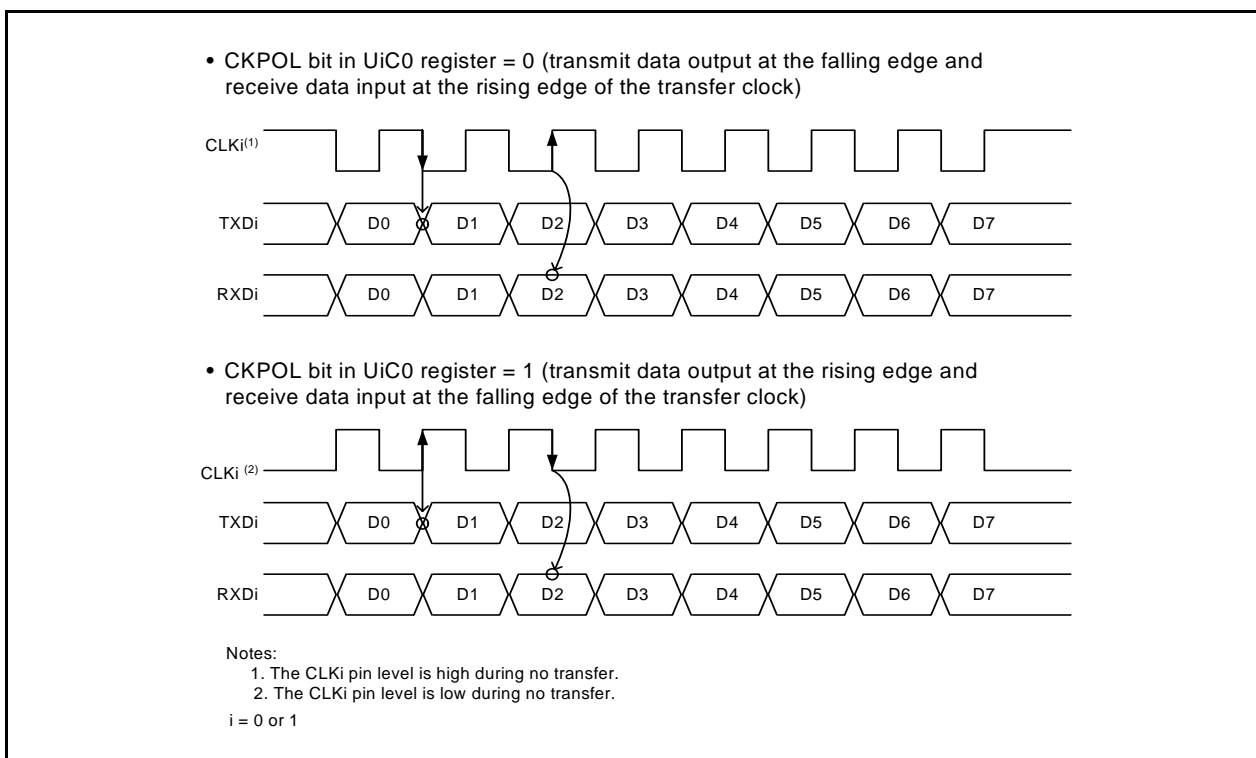 • CKPOL bit in UiC0 register = 0 (transmit data output at the falling edge and
receive data input at the rising edge of the transfer clock)
CLKi(1)
TXDi D0 D1 D2 D3 D4 D5 D6 D7
RXDi D0 D1 D2 D3 D4 D5 D6 D7
• CKPOL bit in UiC0 register = 1 (transmit data output at the rising edge and
receive data input at the falling edge of the transfer clock)
CLKi (2)
TXDi D0 D1 D2 D3 D4 D5 D6 D7
RXDi D0 D1 D2 D3 D4 D5 D6 D7
Notes:
1. The CLKi pin level is high during no transfer.
2. The CLKi pin level is low during no transfer.
i = 0 or 1